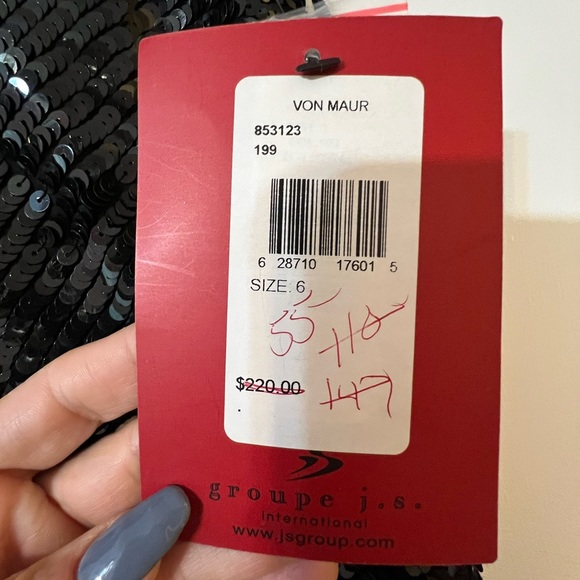 VON MAUR
853123
199
6 28710 17601 5
SIZE: 6
55
110
$220.00 147
groupe j.s.
international
www.jsgroup.com